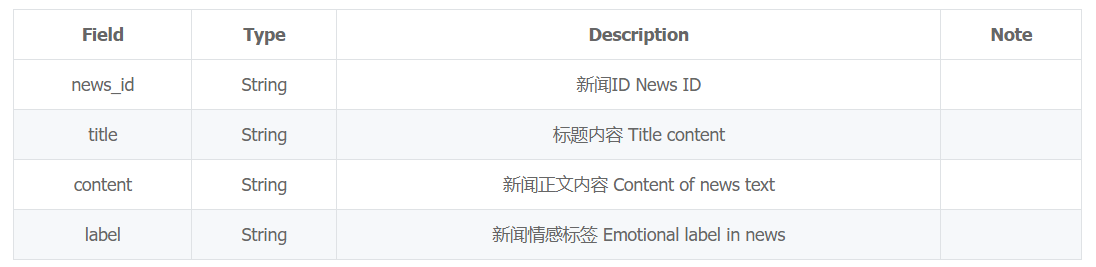 Field Type Description Note
news_id String 新闻ID News ID
title String 标题内容 Title content
content String 新闻正文内容 Content of news text
label String 新闻情感标签 Emotional label in news